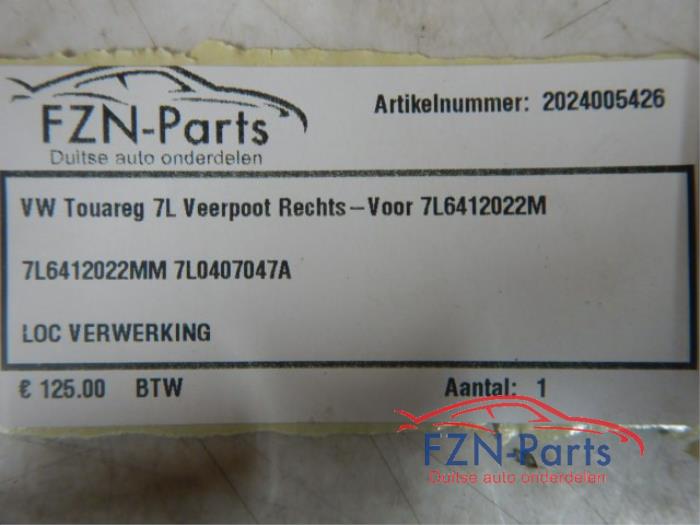 FZN-Parts
Duitse auto onderdelen
Artikelnummer: 2024005426
VW Touareg 7L Veerpoot Rechts-Voor 7L6412022M
7L6412022MM 7L0407047A
LOC VERWERKING
€ 125.00 BTW
Aantal: 1
FZN-Parts
Duitse auto onderdelen